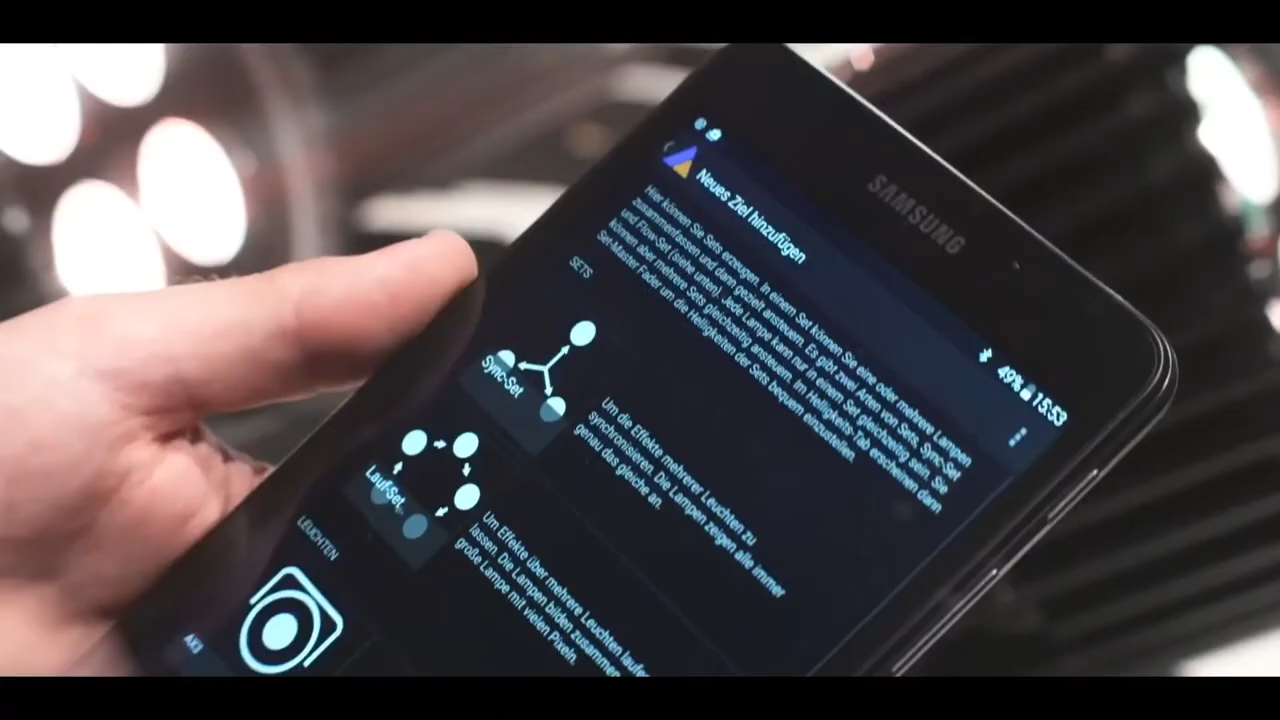 SAMSUNG
49% 15:53
Neues Ziel hinzufügen
Hier können Sie Sets erzeugen. In einem Set können Sie eine oder mehrere Lampen
zusammenfassen und dann gezielt ansteuern. Es gibt zwei Arten von Sets, Sync-Set
und Flow-Set (siehe unten). Jede Lampe kann nur in einem Set gleichzeitig sein. Sie
können aber mehrere Sets gleichzeitig ansteuern. Im Helligkeits-Tab erscheinen dann
Set-Master Fader um die Helligkeiten der Sets bequem einzustellen.
SETS
Sync-Set
Um die Effekte mehrerer Leuchten zu
synchronisieren. Die Lampen zeigen alle immer
genau das gleiche an.
Lauf-Set
Um Effekte über mehrere Leuchten laufen
lassen. Die Lampen bilden zusammen
große Lampe mit vielen Pixeln.
LEUCHTEN